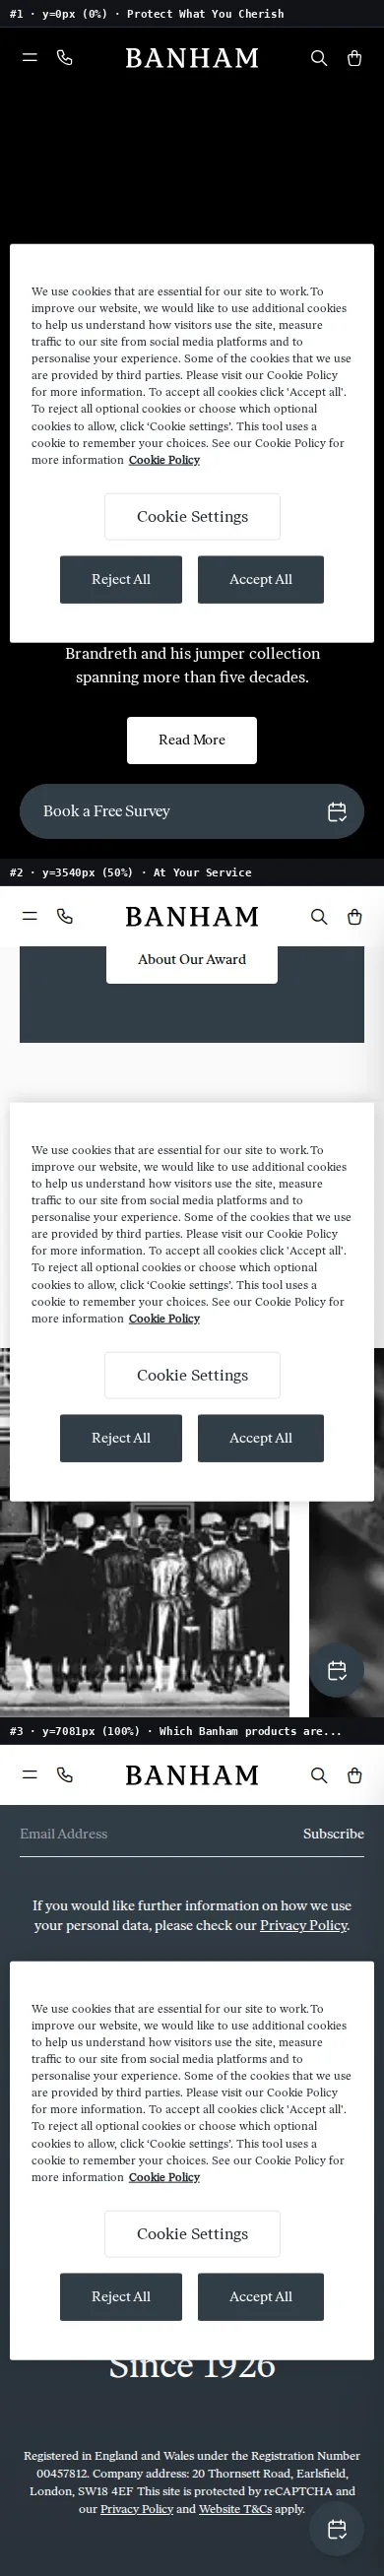 #1 · y=0px (0%) · Protect What You Cherish
BANHAM
We use cookies that are essential for our site to work.To
improve our website, we would like to use additional cookies
to help us understand how visitors use the site, measure
traffic to our site from social media platforms and to
personalise your experience. Some of the cookies that we use
are provided by third parties. Please visit our Cookie Policy
for more information. To accept all cookies click 'Accept all'.
To reject all optional cookies or choose which optional
cookies to allow, click ‘Cookie settings’. This tool uses a
cookie to remember your choices. See our Cookie Policy for
more information Cookie Policy
Cookie Settings
Reject All
Accept All
Brandreth and his jumper collection
spanning more than five decades.
Read More
Book a Free Survey
#2 · y=3540px (50%) · At Your Service
BANHAM
About Our Award
We use cookies that are essential for our site to work.To
improve our website, we would like to use additional cookies
to help us understand how visitors use the site, measure
traffic to our site from social media platforms and to
personalise your experience. Some of the cookies that we use
are provided by third parties. Please visit our Cookie Policy
for more information. To accept all cookies click 'Accept all'.
To reject all optional cookies or choose which optional
cookies to allow, click ‘Cookie settings’. This tool uses a
cookie to remember your choices. See our Cookie Policy for
more information Cookie Policy
Cookie Settings
Reject All
Accept All
#3 · y=7081px (100%) · Which Banham products are...
BANHAM
Email Address
Subscribe
If you would like further information on how we use
your personal data, please check our Privacy Policy.
We use cookies that are essential for our site to work.To
improve our website, we would like to use additional cookies
to help us understand how visitors use the site, measure
traffic to our site from social media platforms and to
personalise your experience. Some of the cookies that we use
are provided by third parties. Please visit our Cookie Policy
for more information. To accept all cookies click 'Accept all'.
To reject all optional cookies or choose which optional
cookies to allow, click ‘Cookie settings’. This tool uses a
cookie to remember your choices. See our Cookie Policy for
more information Cookie Policy
Cookie Settings
Reject All
Accept All
Since 1926
Registered in England and Wales under the Registration Number
00457812. Company address: 20 Thornsett Road, Earlsfield,
London, SW18 4EF This site is protected by reCAPTCHA and
our Privacy Policy and Website T&Cs apply.